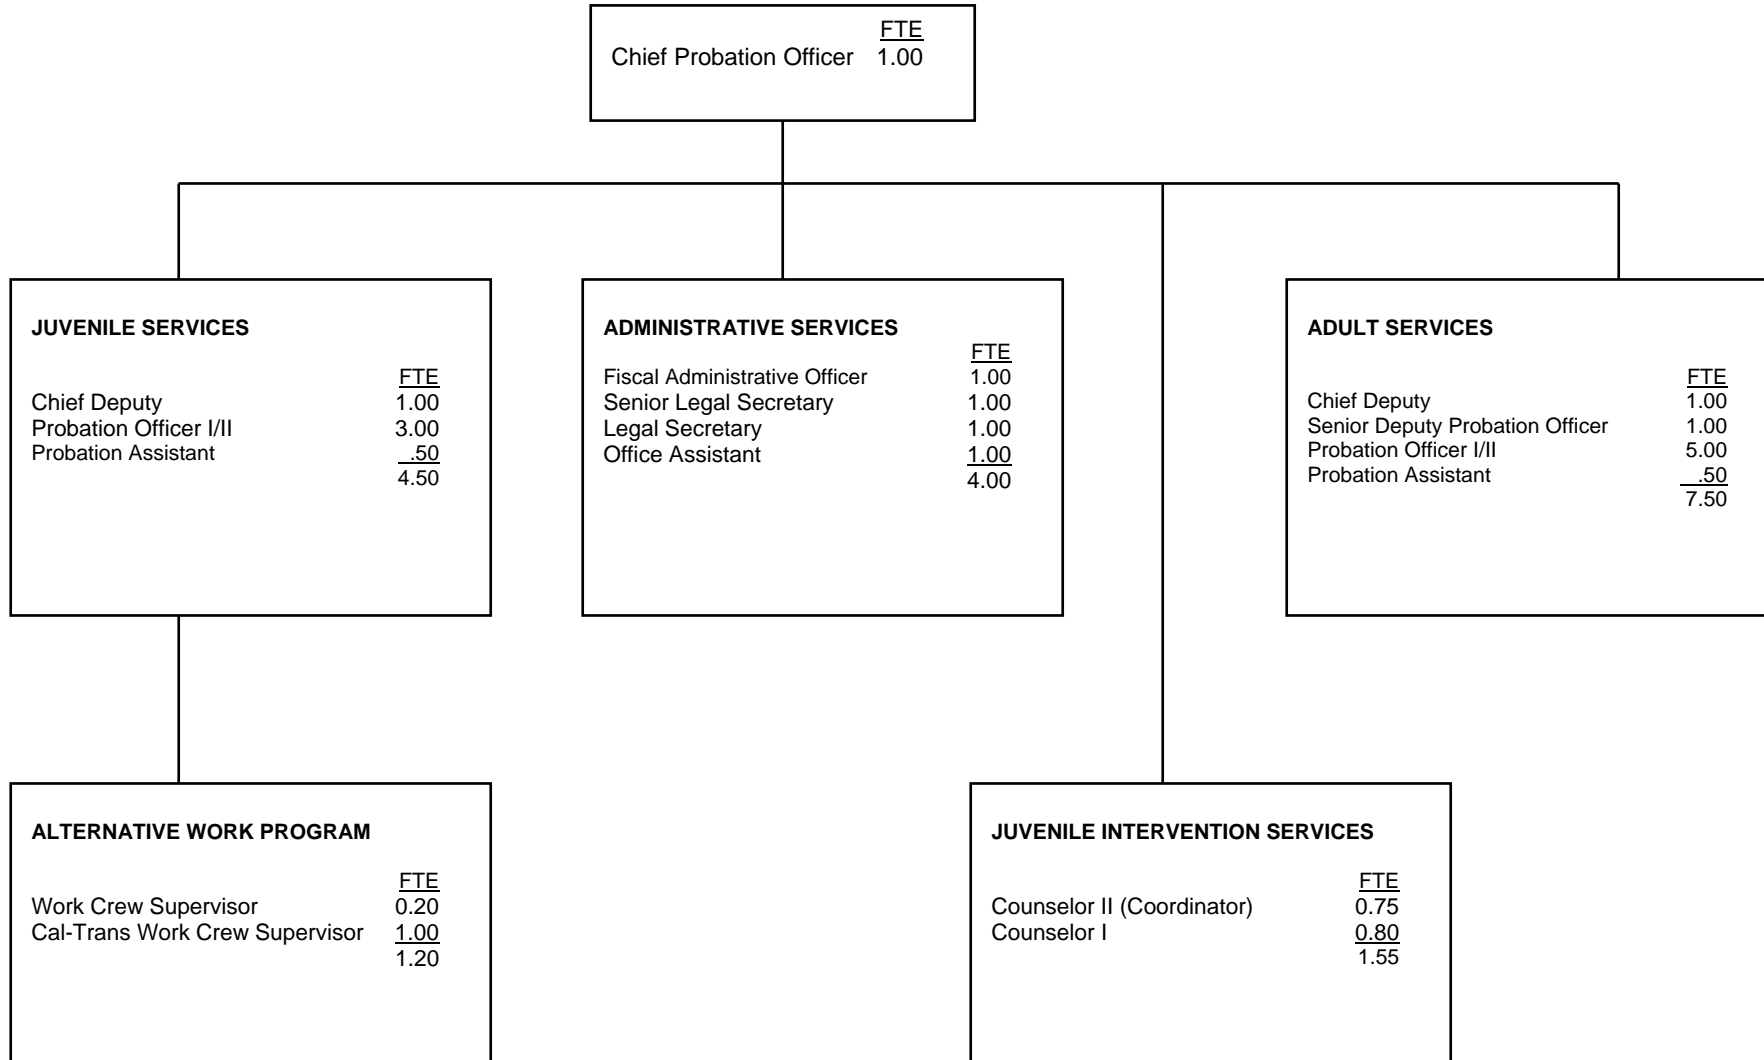 FTE
Chief Probation Officer 1.00
JUVENILE SERVICES
FTE
Chief Deputy 1.00
Probation Officer I/II 3.00
Probation Assistant .50
4.50
ADMINISTRATIVE SERVICES
FTE
Fiscal Administrative Officer 1.00
Senior Legal Secretary 1.00
Legal Secretary 1.00
Office Assistant 1.00
4.00
ADULT SERVICES
FTE
Chief Deputy 1.00
Senior Deputy Probation Officer 1.00
Probation Officer I/II 5.00
Probation Assistant .50
7.50
ALTERNATIVE WORK PROGRAM
FTE
Work Crew Supervisor 0.20
Cal-Trans Work Crew Supervisor 1.00
1.20
JUVENILE INTERVENTION SERVICES
FTE
Counselor II (Coordinator) 0.75
Counselor I 0.80
1.55